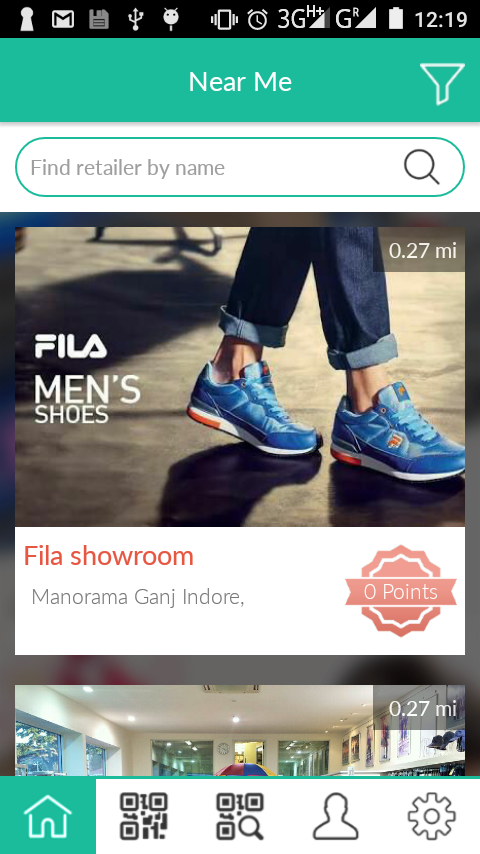 3G H+ G R 12:19
Near Me
Find retailer by name
0.27 mi
FILA
MEN'S
SHOES
Fila showroom
0 Points
Manorama Ganj Indore,
0.27 mi